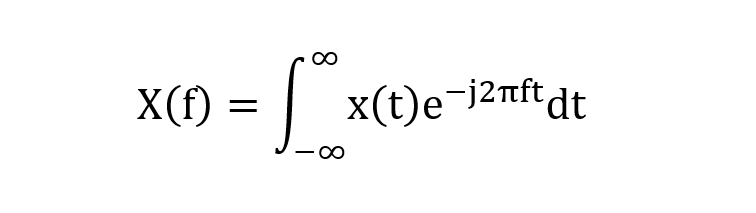 X(f) = ∫_{-∞}^{∞} x(t)e^{-j2πft}dt